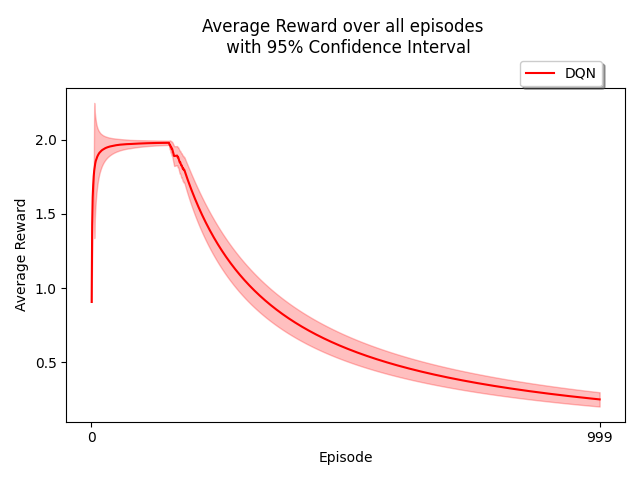 Average Reward over all episodes
with 95% Confidence Interval
DQN
Average Reward
2.0
1.5
1.0
0.5
0
999
Episode